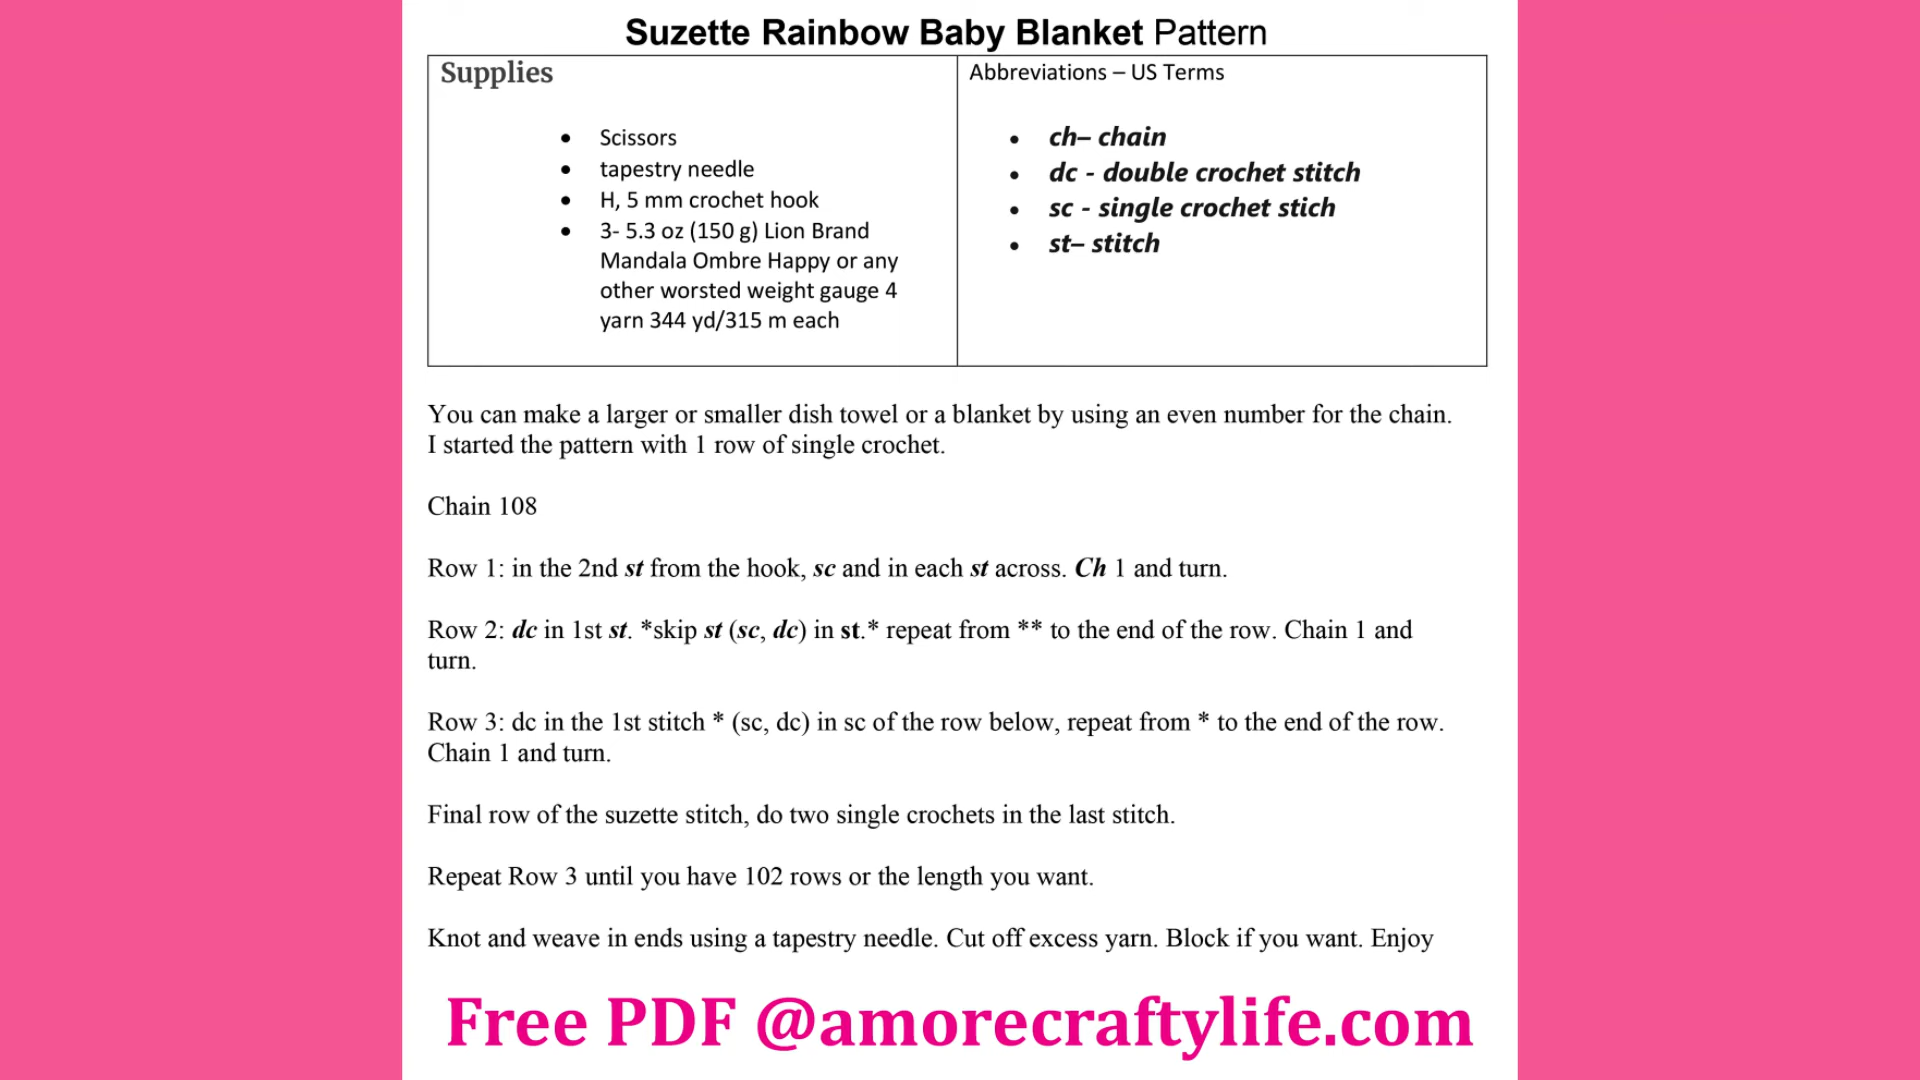 Suzette Rainbow Baby Blanket Pattern
Supplies
• Scissors
• tapestry needle
• H, 5 mm crochet hook
• 3- 5.3 oz (150 g) Lion Brand
Mandala Ombre Happy or any
other worsted weight gauge 4
yarn 344 yd/315 m each
Abbreviations – US Terms
• ch– chain
• dc - double crochet stitch
• sc - single crochet stich
• st– stitch
You can make a larger or smaller dish towel or a blanket by using an even number for the chain.
I started the pattern with 1 row of single crochet.
Chain 108
Row 1: in the 2nd st from the hook, sc and in each st across. Ch 1 and turn.
Row 2: dc in 1st st. *skip st (sc, dc) in st.* repeat from ** to the end of the row. Chain 1 and
turn.
Row 3: dc in the 1st stitch * (sc, dc) in sc of the row below, repeat from * to the end of the row.
Chain 1 and turn.
Final row of the suzette stitch, do two single crochets in the last stitch.
Repeat Row 3 until you have 102 rows or the length you want.
Knot and weave in ends using a tapestry needle. Cut off excess yarn. Block if you want. Enjoy
Free PDF @amorecraftylife.com